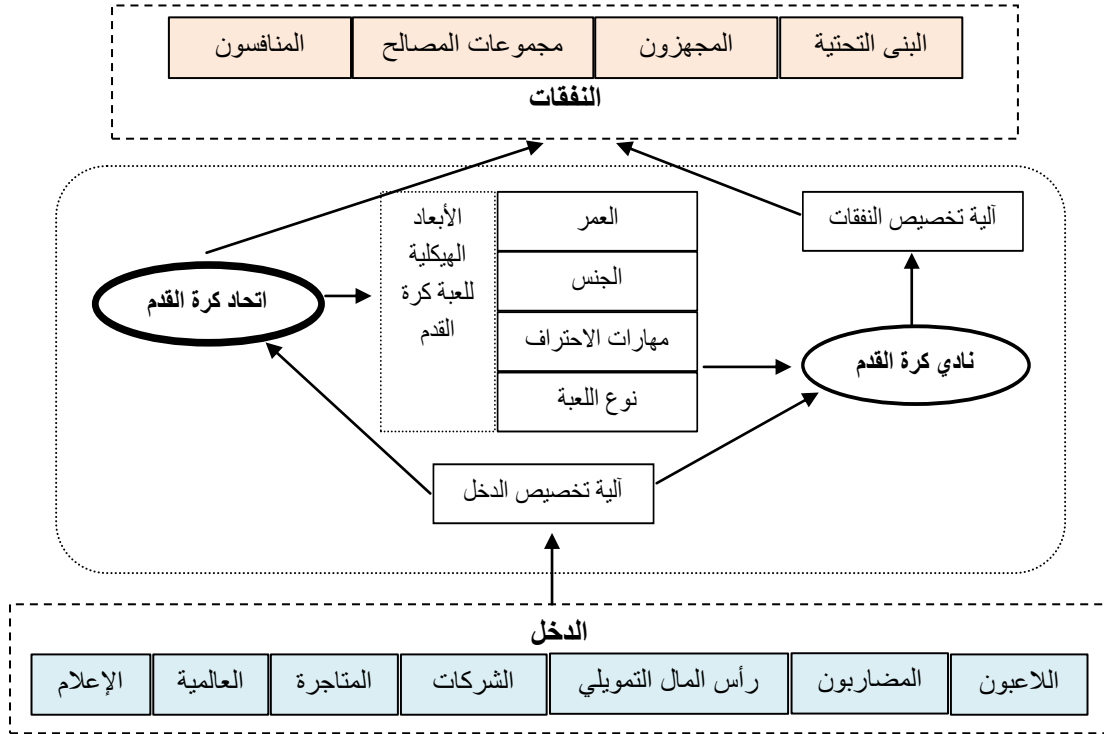 البنى التحتية
المجهزون
مجموعات المصالح
المنافسون
النفقات
آلية تخصيص النفقات
العمر
الجنس
مهارات الاحتراف
نوع اللعبة
الأبعاد
الهيكلية
للعبة كرة
القدم
اتحاد كرة القدم
نادي كرة القدم
آلية تخصيص الدخل
الدخل
اللاعبون
المضاربون
رأس المال التمويلي
الشركات
المتاجرة
العالمية
الإعلام